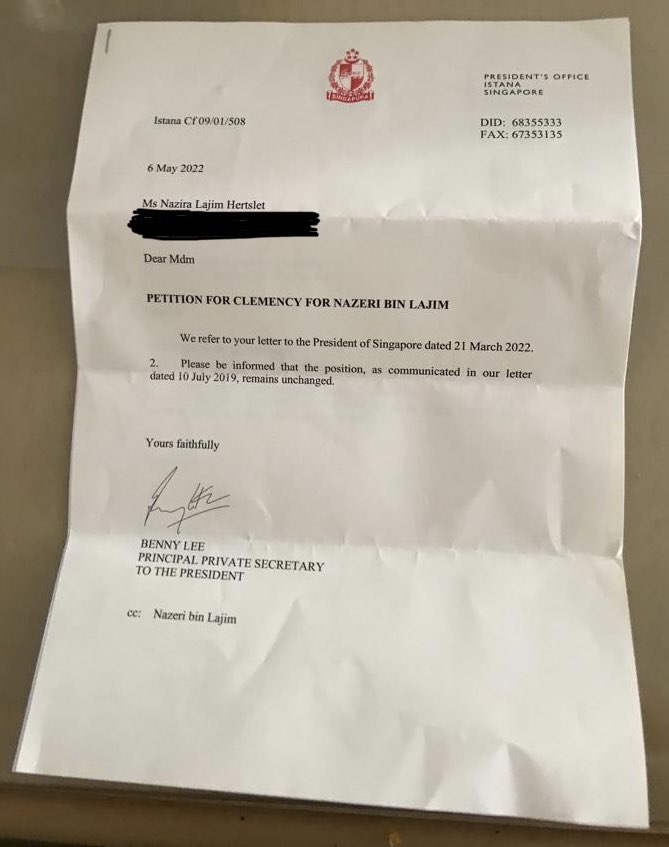 SINGAPURA
PRESIDENT'S OFFICE
ISTANA
SINGAPORE
Istana Cf 09/01/508
DID: 68355333
FAX: 67353135
6 May 2022
Ms Nazira Lajim Hertslet
Dear Mdm
PETITION FOR CLEMENCY FOR NAZERI BIN LAJIM
We refer to your letter to the President of Singapore dated 21 March 2022.
2. Please be informed that the position, as communicated in our letter
dated 10 July 2019, remains unchanged.
Yours faithfully
BENNY LEE
PRINCIPAL PRIVATE SECRETARY
TO THE PRESIDENT
cc: Nazeri bin Lajim